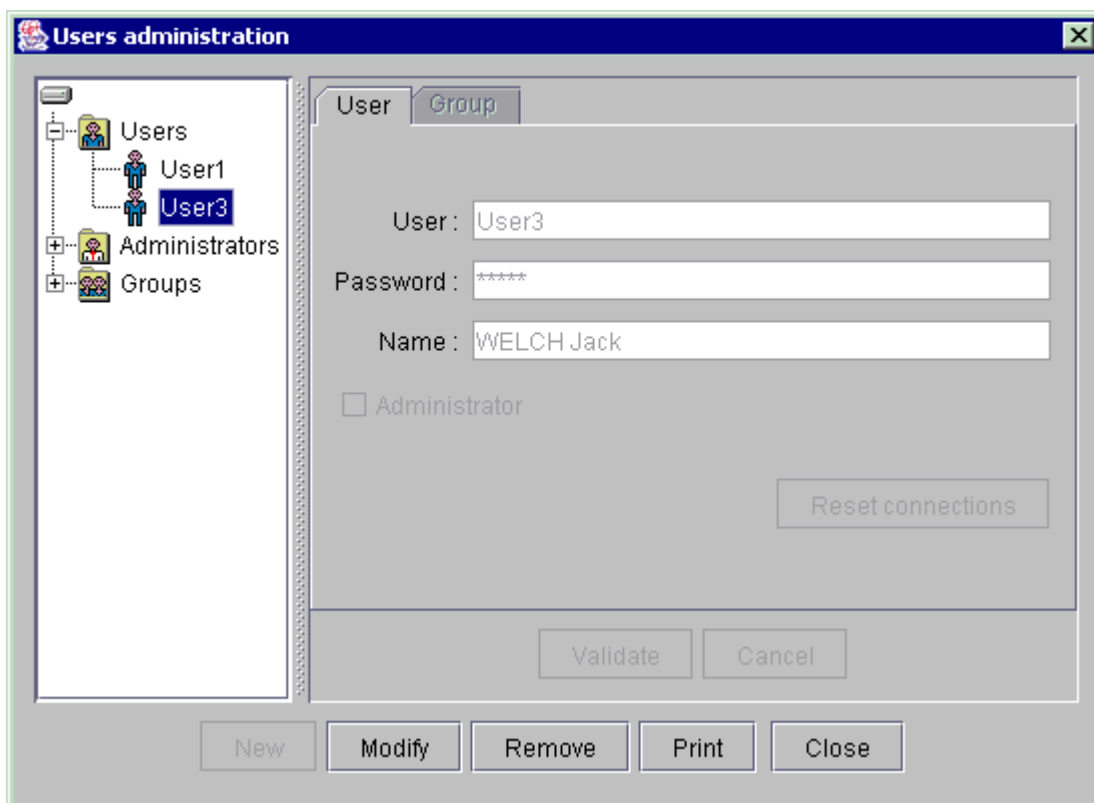 Users administration
Users
User1
User3
Administrators
Groups
User Group
User : User3
Password : *****
Name : WELCH Jack
Administrator
Reset connections
Validate Cancel
New Modify Remove Print Close